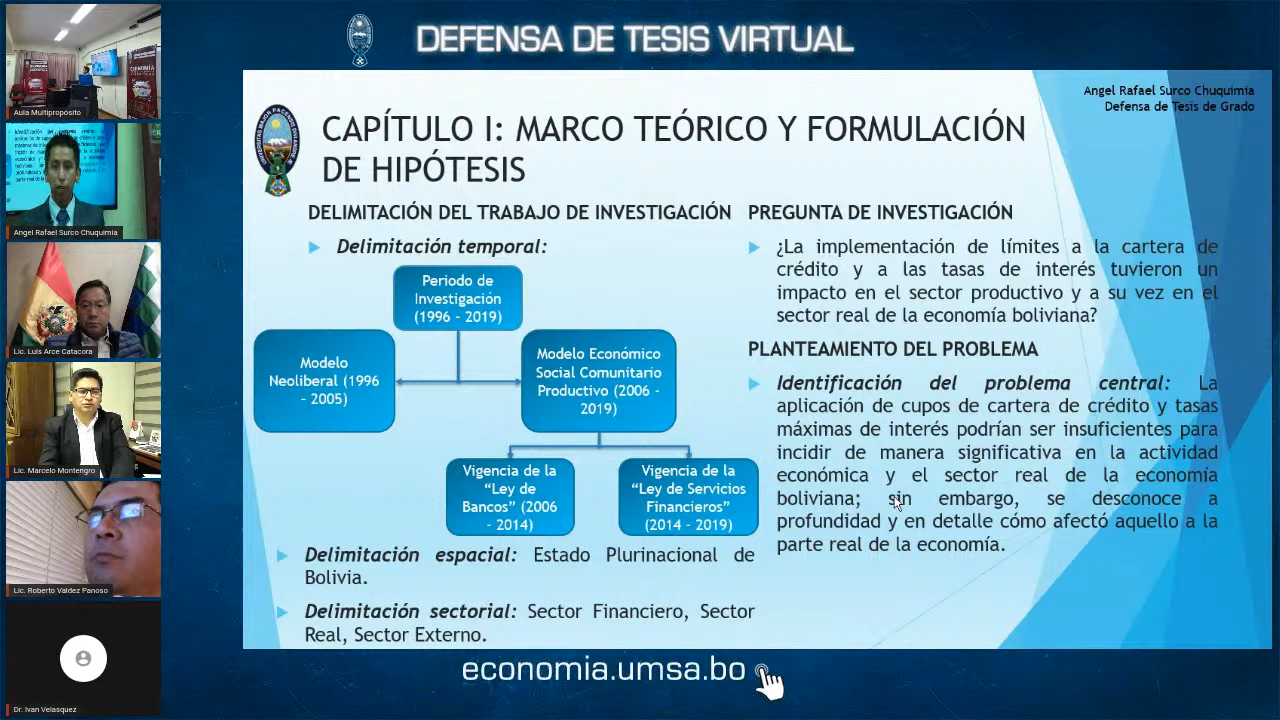 DEFENSA DE TESIS VIRTUAL
Angel Rafael Surco Chuquimia
Defensa de Tesis de Grado
CAPÍTULO I: MARCO TEÓRICO Y FORMULACIÓN
DE HIPÓTESIS
DELIMITACIÓN DEL TRABAJO DE INVESTIGACIÓN
Delimitación temporal:
Periodo de
Investigación
(1996 - 2019)
Modelo
Neoliberal (1996
- 2005)
Modelo Económico
Social Comunitario
Productivo (2006 -
2019)
Vigencia de la
“Ley de
Bancos” (2006
- 2014)
Vigencia de la
“Ley de Servicios
Financieros”
(2014 - 2019)
Delimitación espacial: Estado Plurinacional de
Bolivia.
Delimitación sectorial: Sector Financiero, Sector
Real, Sector Externo.
PREGUNTA DE INVESTIGACIÓN
¿La implementación de límites a la cartera de
crédito y a las tasas de interés tuvieron un
impacto en el sector productivo y a su vez en el
sector real de la economía boliviana?
PLANTEAMIENTO DEL PROBLEMA
Identificación del problema central: La
aplicación de cupos de cartera de crédito y tasas
máximas de interés podrían ser insuficientes para
incidir de manera significativa en la actividad
económica y el sector real de la economía
boliviana; sin embargo, se desconoce a
profundidad y en detalle cómo afectó aquello a la
parte real de la economía.
economia.umsa.bo
Aula Multipropósito
Angel Rafael Surco Chuquimia
Lic. Luis Arce Catacora
Lic. Marcelo Montenegro
Lic. Roberto Valdez Panoso
Dr. Ivan Velasquez